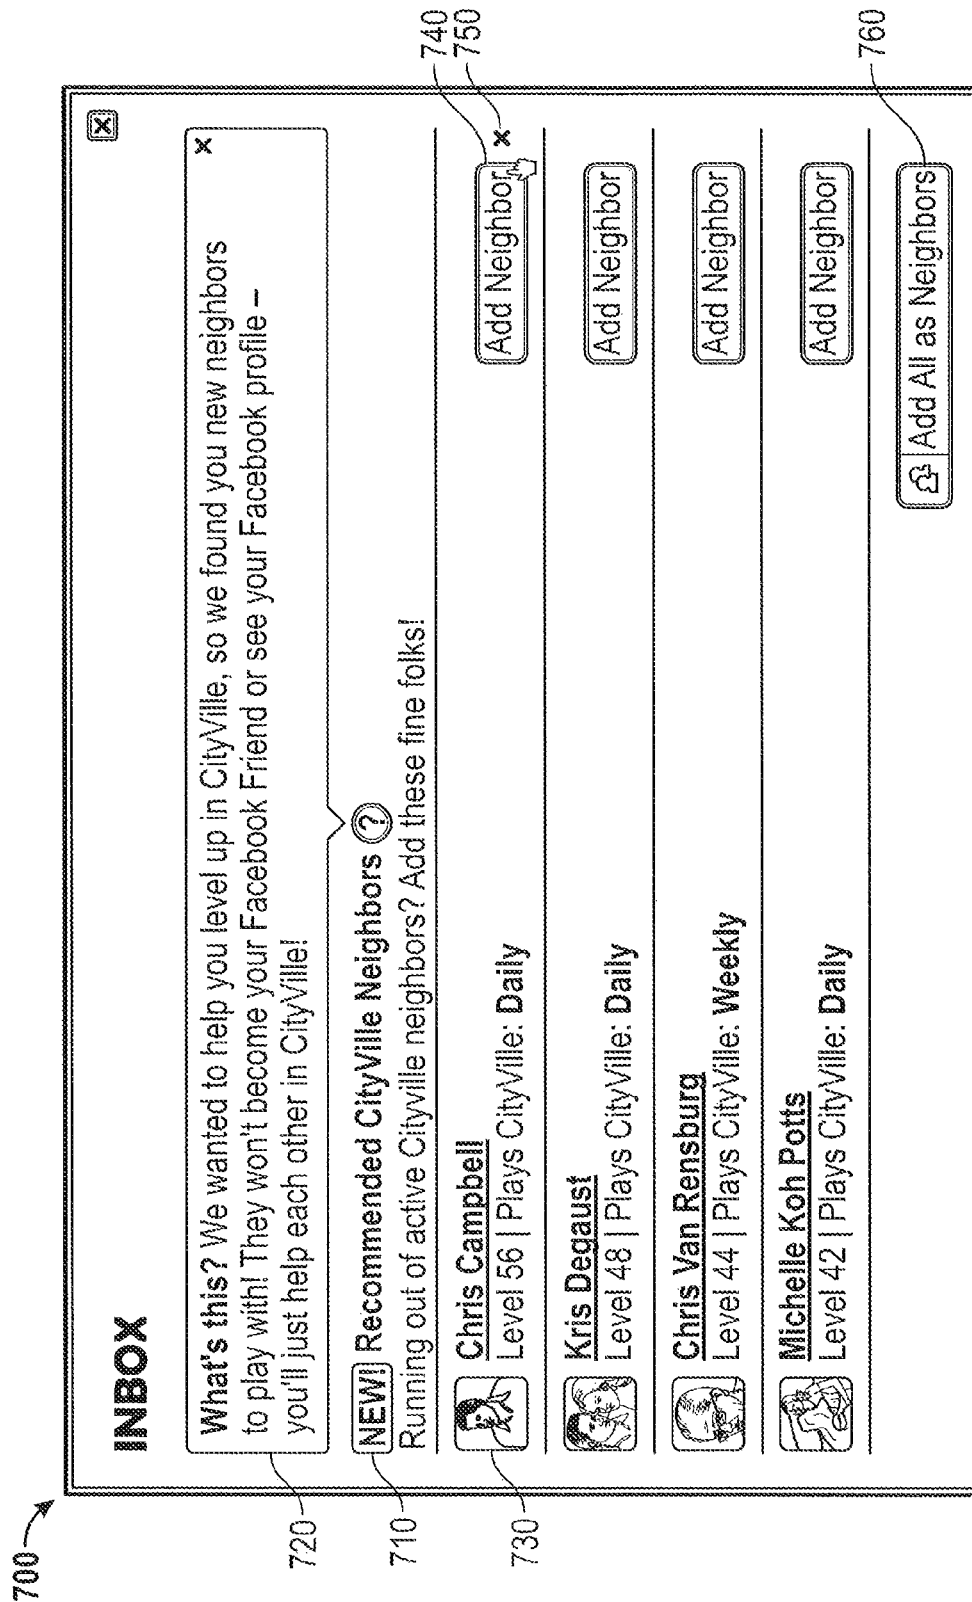 700
INBOX
x
What's this? We wanted to help you level up in CityVille, so we found you new neighbors
to play with! They won't become your Facebook Friend or see your Facebook profile –
you'll just help each other in CityVille!
x
720
NEW! Recommended CityVille Neighbors ?
710
Running out of active Cityville neighbors? Add these fine folks!
730
Chris Campbell
Level 56 | Plays CityVille: Daily
Add Neighbor
x
740
750
Kris Degaust
Level 48 | Plays CityVille: Daily
Add Neighbor
Chris Van Rensburg
Level 44 | Plays CityVille: Weekly
Add Neighbor
Michelle Koh Potts
Level 42 | Plays CityVille: Daily
Add Neighbor
Add All as Neighbors
760